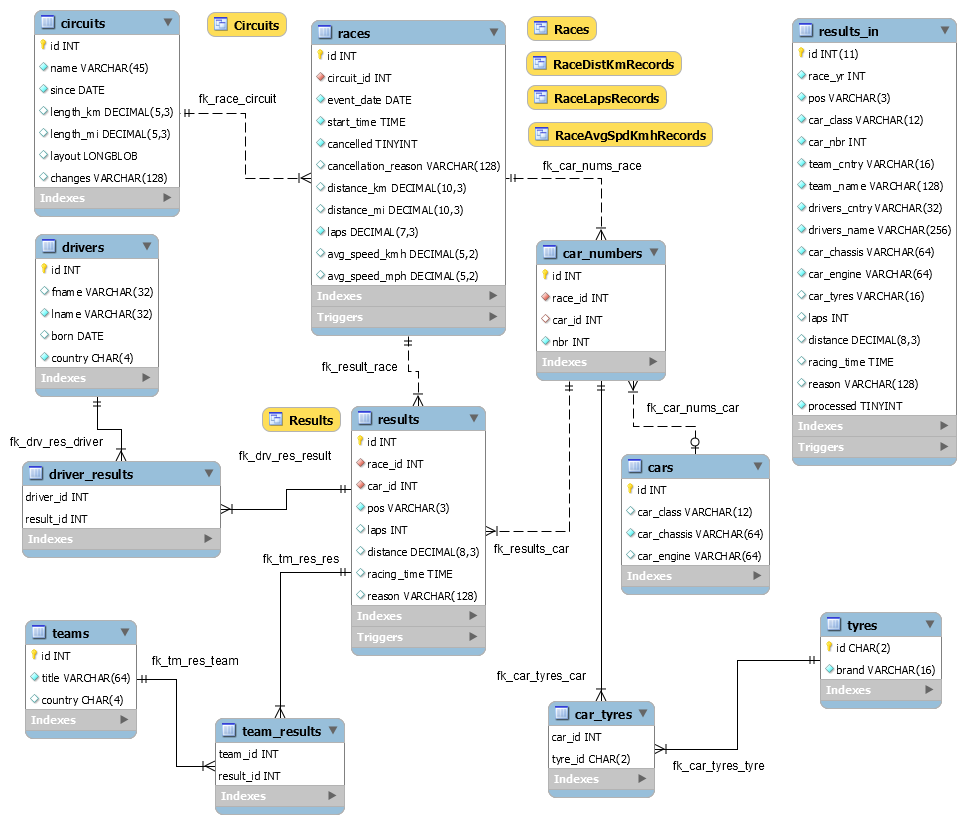 circuits
id INT
name VARCHAR(45)
since DATE
length_km DECIMAL(5,3)
length_mi DECIMAL(5,3)
layout LONGBLOB
changes VARCHAR(128)
Indexes
Circuits
fk_race_circuit
races
id INT
circuit_id INT
event_date DATE
start_time TIME
cancelled TINYINT
cancellation_reason VARCHAR(128)
distance_km DECIMAL(10,3)
distance_mi DECIMAL(10,3)
laps DECIMAL(7,3)
avg_speed_kmh DECIMAL(5,2)
avg_speed_mph DECIMAL(5,2)
Indexes
Triggers
Races
RaceDistKmRecords
RaceLapsRecords
RaceAvgSpdKmhRecords
fk_car_nums_race
results_in
id INT(11)
race_yr INT
pos VARCHAR(3)
car_class VARCHAR(12)
car_nbr INT
team_cntry VARCHAR(16)
team_name VARCHAR(128)
drivers_cntry VARCHAR(32)
drivers_name VARCHAR(256)
car_chassis VARCHAR(64)
car_engine VARCHAR(64)
car_tyres VARCHAR(16)
laps INT
distance DECIMAL(8,3)
racing_time TIME
reason VARCHAR(128)
processed TINYINT
Indexes
Triggers
drivers
id INT
fname VARCHAR(32)
lname VARCHAR(32)
born DATE
country CHAR(4)
Indexes
car_numbers
id INT
race_id INT
car_id INT
nbr INT
Indexes
fk_result_race
fk_car_nums_car
fk_drv_res_driver
fk_drv_res_result
Results
results
id INT
race_id INT
car_id INT
pos VARCHAR(3)
laps INT
distance DECIMAL(8,3)
racing_time TIME
reason VARCHAR(128)
Indexes
Triggers
driver_results
driver_id INT
result_id INT
Indexes
cars
id INT
car_class VARCHAR(12)
car_chassis VARCHAR(64)
car_engine VARCHAR(64)
Indexes
fk_results_car
fk_tm_res_res
teams
id INT
title VARCHAR(64)
country CHAR(4)
Indexes
fk_tm_res_team
team_results
team_id INT
result_id INT
Indexes
fk_car_tyres_car
car_tyres
car_id INT
tyre_id CHAR(2)
Indexes
fk_car_tyres_tyre
tyres
id CHAR(2)
brand VARCHAR(16)
Indexes